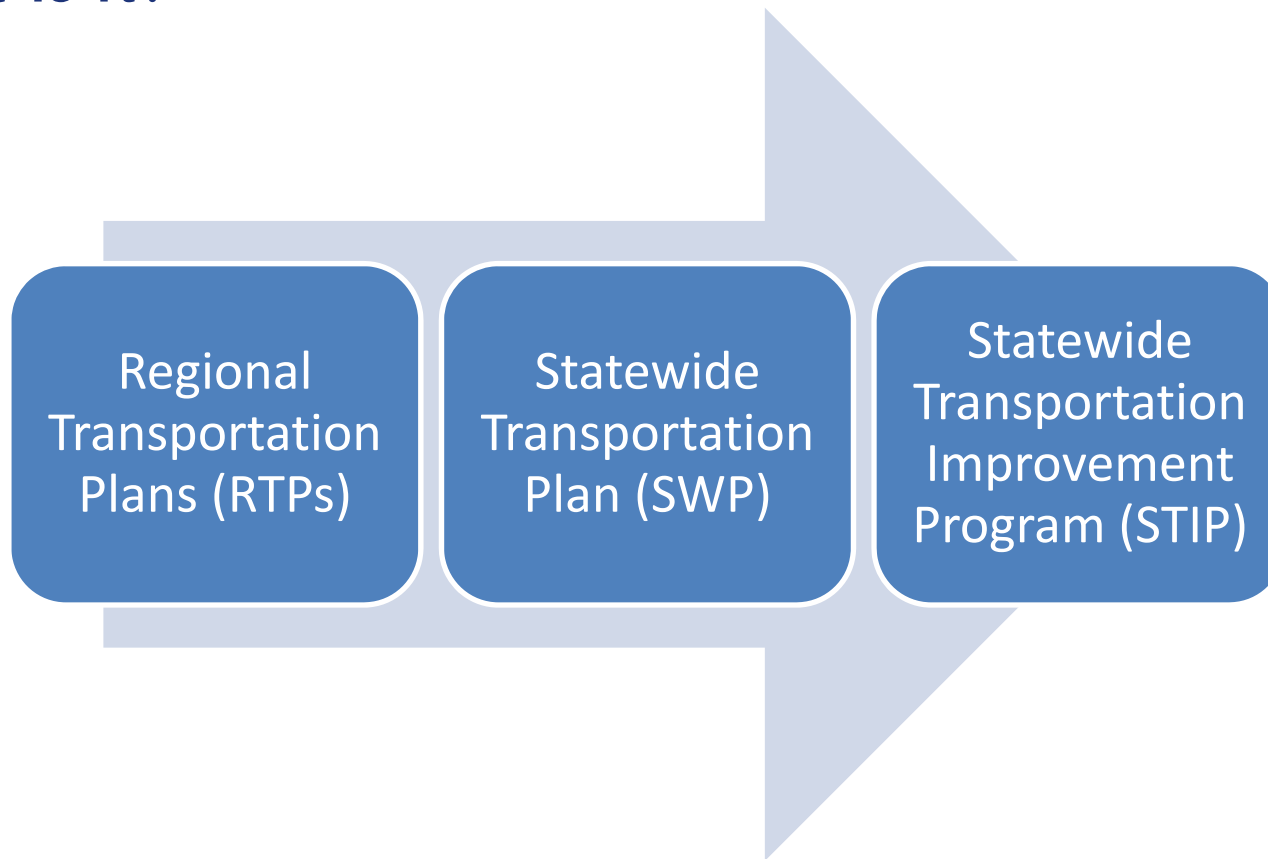 Regional
Transportation
Plans (RTPs)
Statewide
Transportation
Plan (SWP)
Statewide
Transportation
Improvement
Program (STIP)